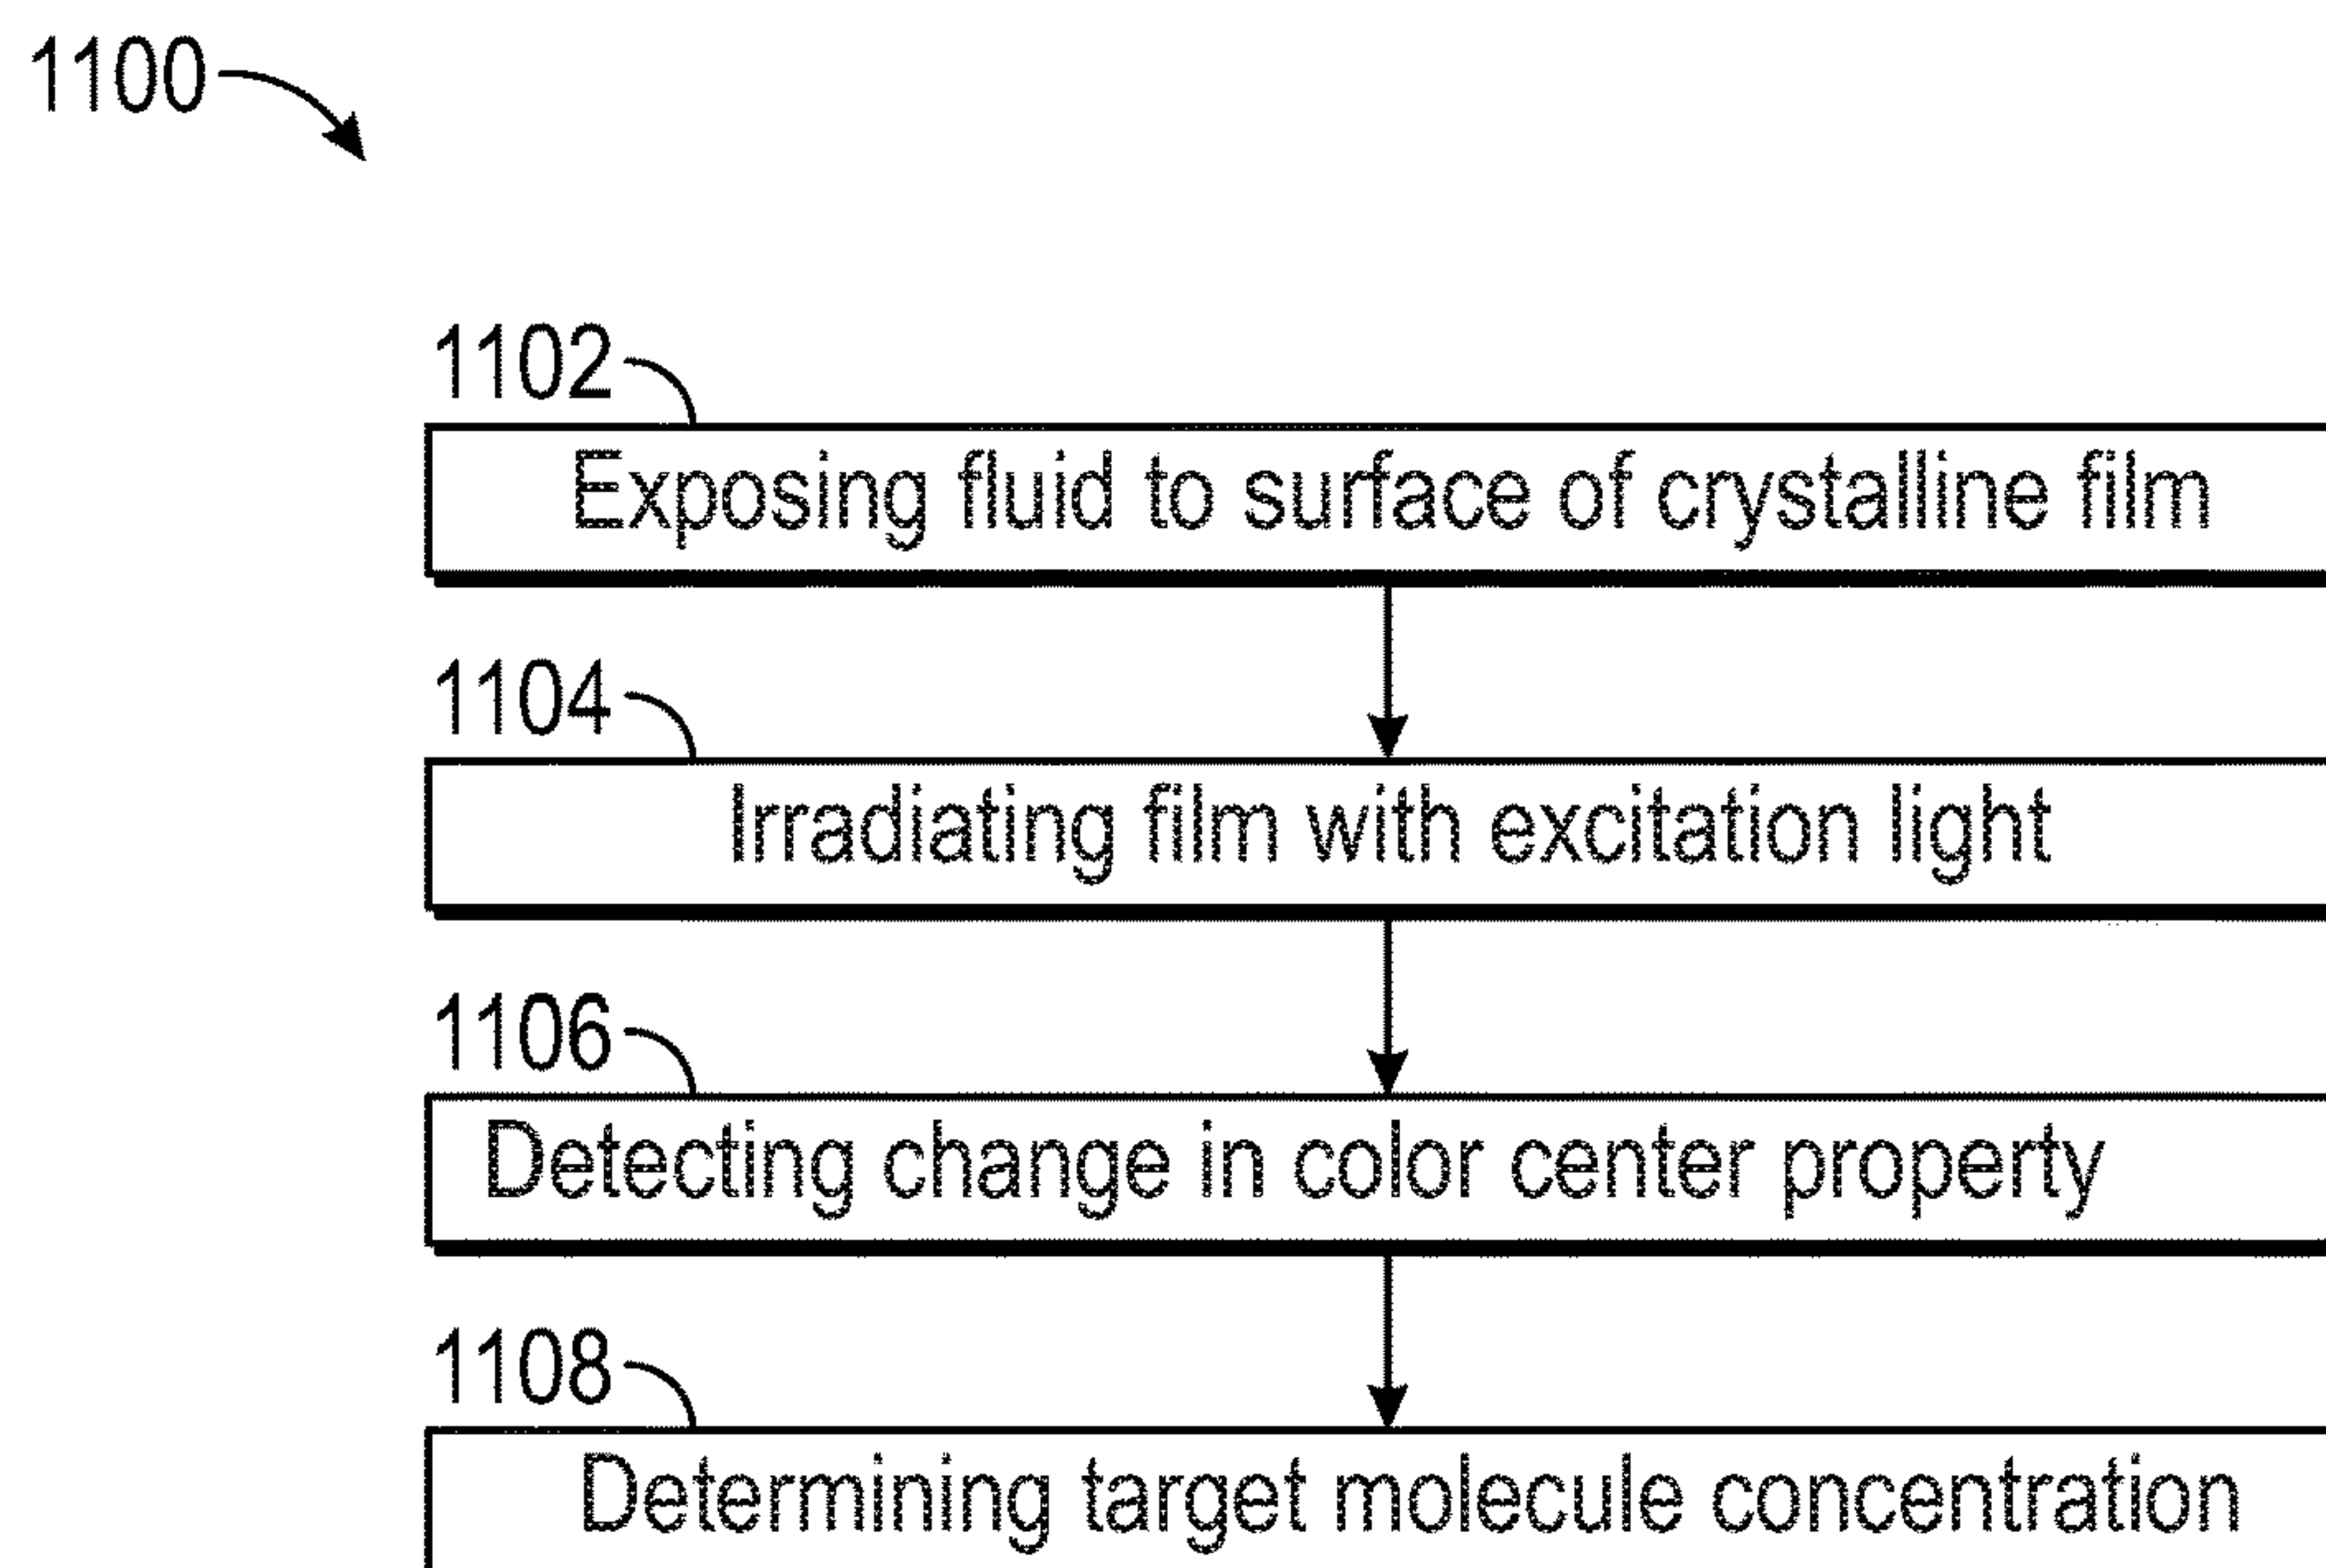 1100
1102
Exposing fluid to surface of crystalline film
1104
Irradiating film with excitation light
1106
Detecting change in color center property
1108
Determining target molecule concentration